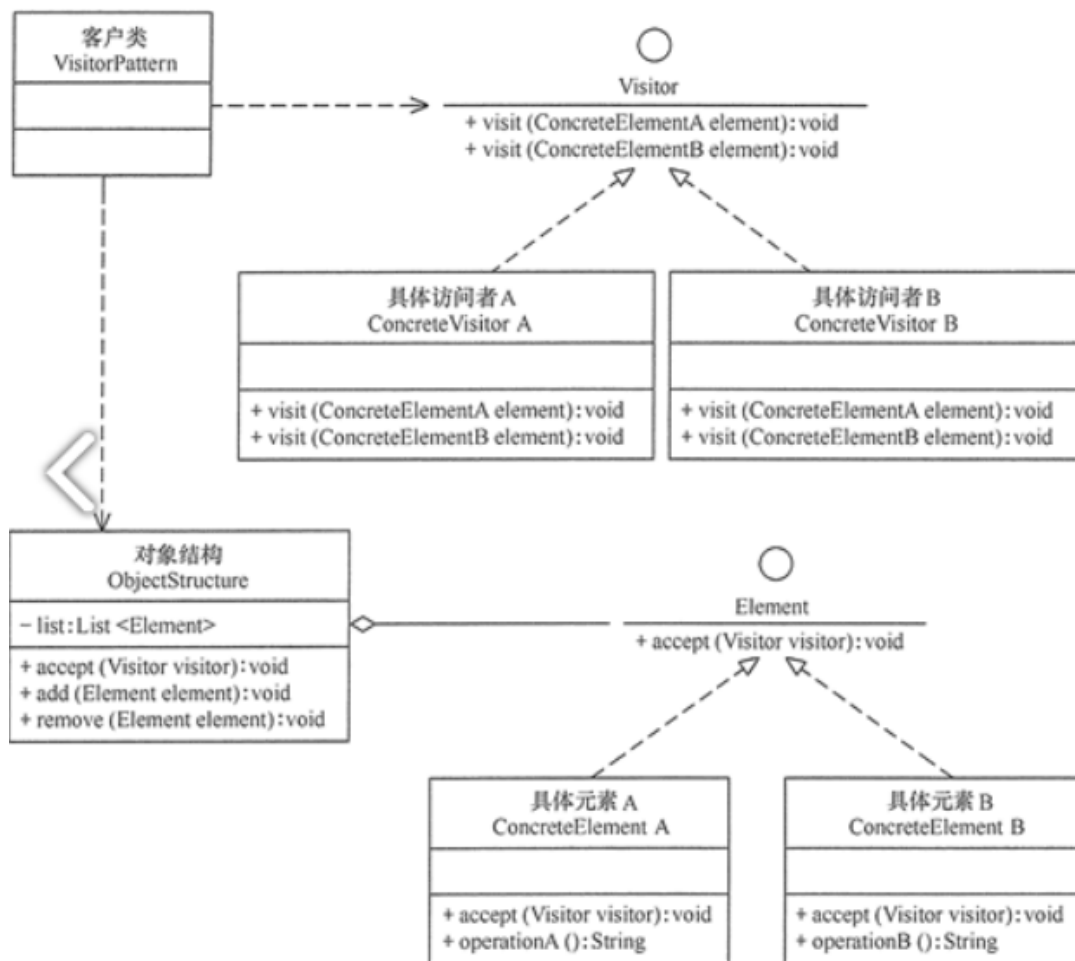 客户类
VisitorPattern
Visitor
+ visit (ConcreteElementA element): void
+ visit (ConcreteElementB element): void
具体访问者A
ConcreteVisitor A
+ visit (ConcreteElementA element): void
+ visit (ConcreteElementB element): void
具体访问者B
ConcreteVisitor B
+ visit (ConcreteElementA element): void
+ visit (ConcreteElementB element): void
对象结构
ObjectStructure
- list: List <Element>
+ accept (Visitor visitor): void
+ add (Element element): void
+ remove (Element element): void
Element
+ accept (Visitor visitor): void
具体元素A
ConcreteElement A
+ accept (Visitor visitor): void
+ operationA (): String
具体元素B
ConcreteElement B
+ accept (Visitor visitor): void
+ operationB (): String